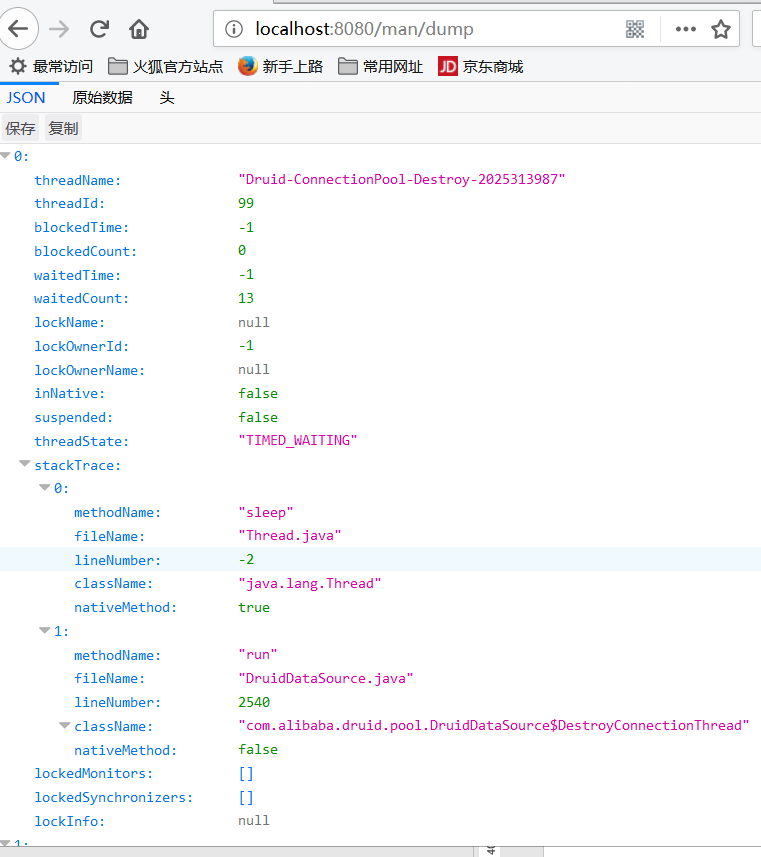 localhost:8080/man/dump
最常访问 火狐官方站点 新手上路 常用网址 JD 京东商城
JSON 原始数据 头
保存 复制
0:
threadName: "Druid-ConnectionPool-Destroy-2025313987"
threadId: 99
blockedTime: -1
blockedCount: 0
waitedTime: -1
waitedCount: 13
lockName: null
lockOwnerId: -1
lockOwnerName: null
inNative: false
suspended: false
threadState: "TIMED_WAITING"
stackTrace:
0:
methodName: "sleep"
fileName: "Thread.java"
lineNumber: -2
className: "java.lang.Thread"
nativeMethod: true
1:
methodName: "run"
fileName: "DruidDataSource.java"
lineNumber: 2540
className: "com.alibaba.druid.pool.DruidDataSource$DestroyConnectionThread"
nativeMethod: false
lockedMonitors: []
lockedSynchronizers: []
lockInfo: null
1: